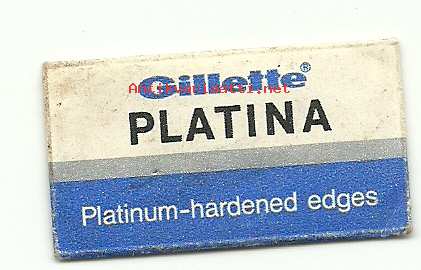 Gillette®
Antikvariaatti.net
PLATINA
Platinum-hardened edges